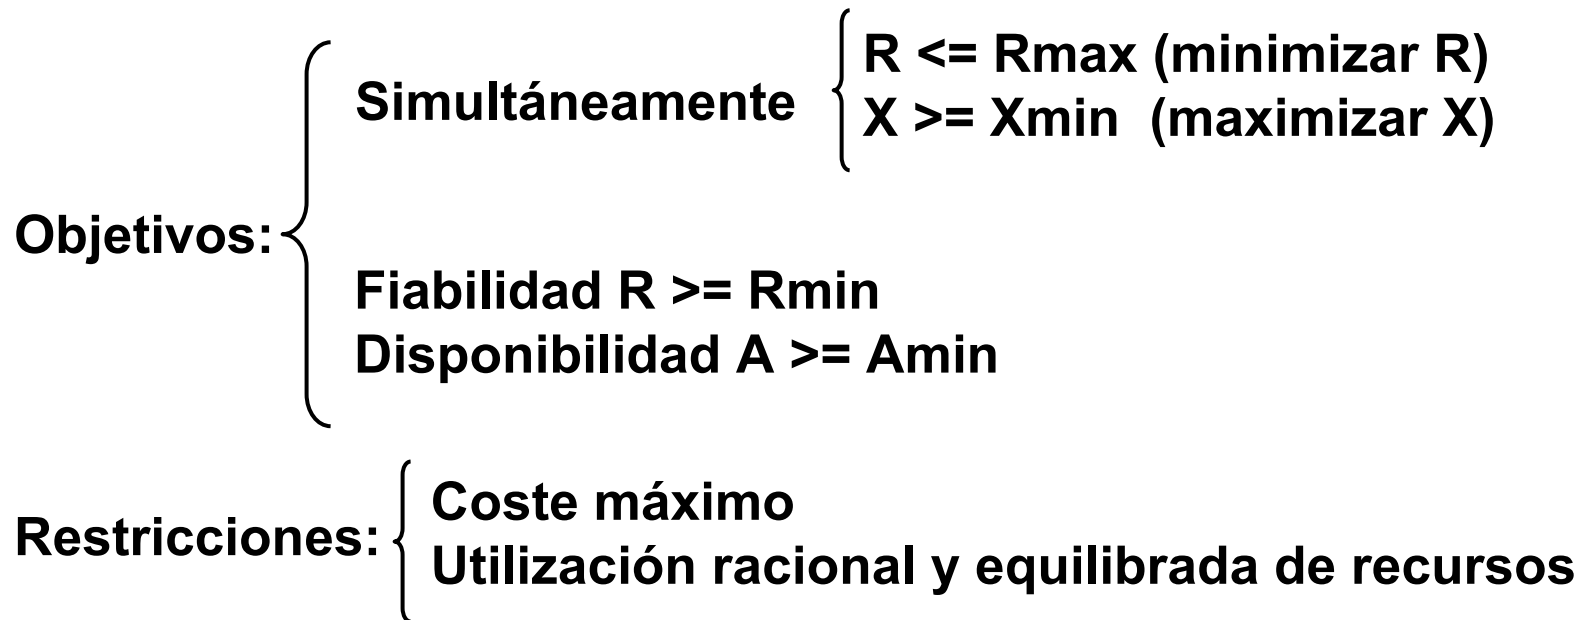 Objetivos:
Simultáneamente
R <= Rmax (minimizar R)
X >= Xmin (maximizar X)
Fiabilidad R >= Rmin
Disponibilidad A >= Amin
Restricciones:
Coste máximo
Utilización racional y equilibrada de recursos